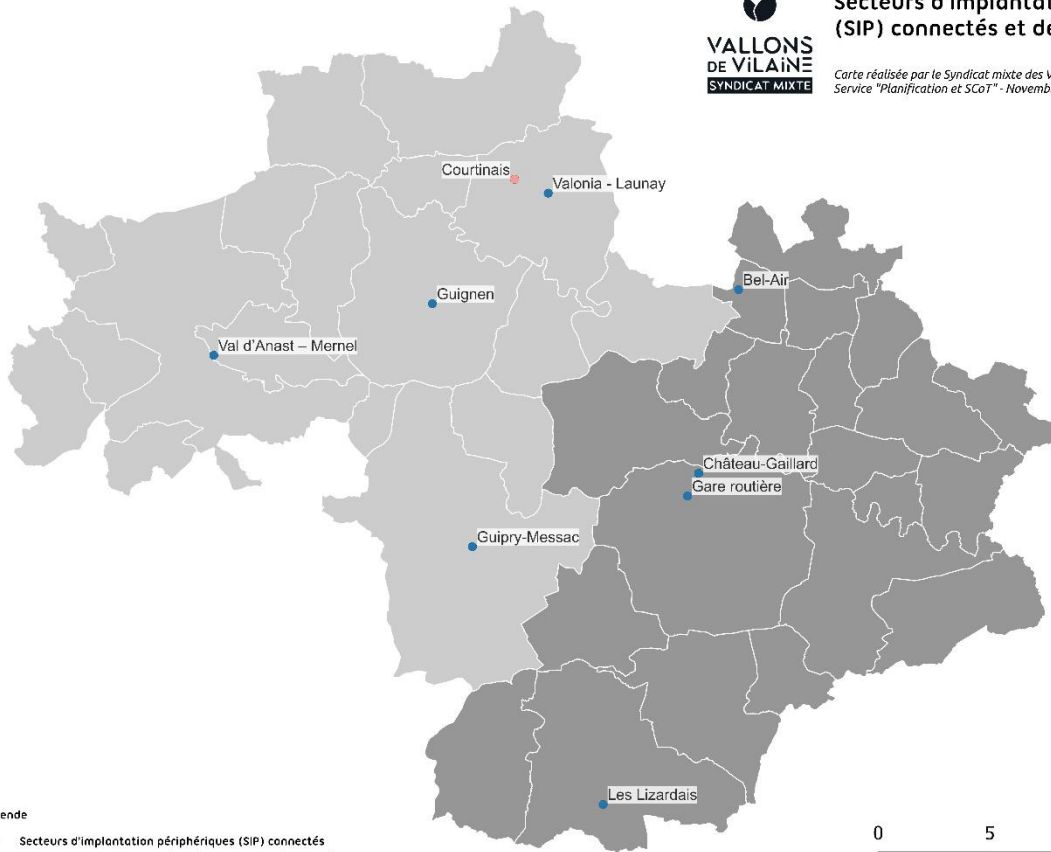 Secteurs d'implantat
(SIP) connectés et de
VALLONS
DE ViLAiNE
SYNDICAT MIXTE
Carte réalisée par le Syndicat mixte des V
Service "Planification et SCoT" - Novemb
Courtinais
Valonia - Launay
Bel-Air
Guignen
Val d'Anast – Mernel
Château-Gaillard
Gare routière
Guipry-Messac
Les Lizardais
ende
Secteurs d'implantation périphériques (SIP) connectés
0 5